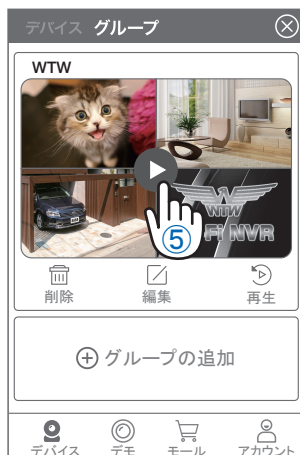 デバイス グループ
WTW
WTW
Fi NVR
⑤
削除 編集 再生
グループの追加
デバイス デモ モール アカウント